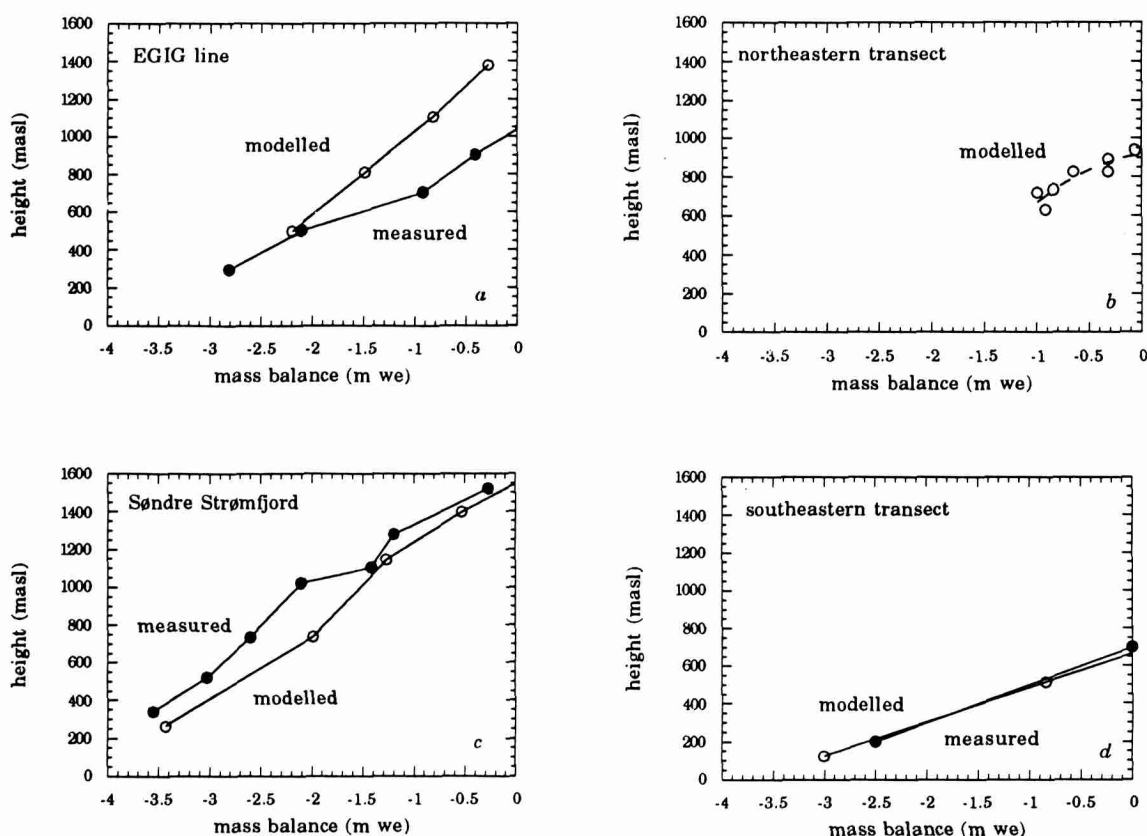 1600
1400
1200
1000
800
600
400
200
0
height (masl)
EGIG line
modelled
measured
a
-4 -3.5 -3 -2.5 -2 -1.5 -1 -0.5 0
mass balance (m we)
1600
1400
1200
1000
800
600
400
200
0
height (masl)
northeastern transect
modelled
b
-4 -3.5 -3 -2.5 -2 -1.5 -1 -0.5 0
mass balance (m we)
1600
1400
1200
1000
800
600
400
200
0
height (masl)
Søndre Strømfjord
measured
modelled
c
-4 -3.5 -3 -2.5 -2 -1.5 -1 -0.5 0
mass balance (m we)
1600
1400
1200
1000
800
600
400
200
0
height (masl)
southeastern transect
modelled
measured
d
-4 -3.5 -3 -2.5 -2 -1.5 -1 -0.5 0
mass balance (m we)